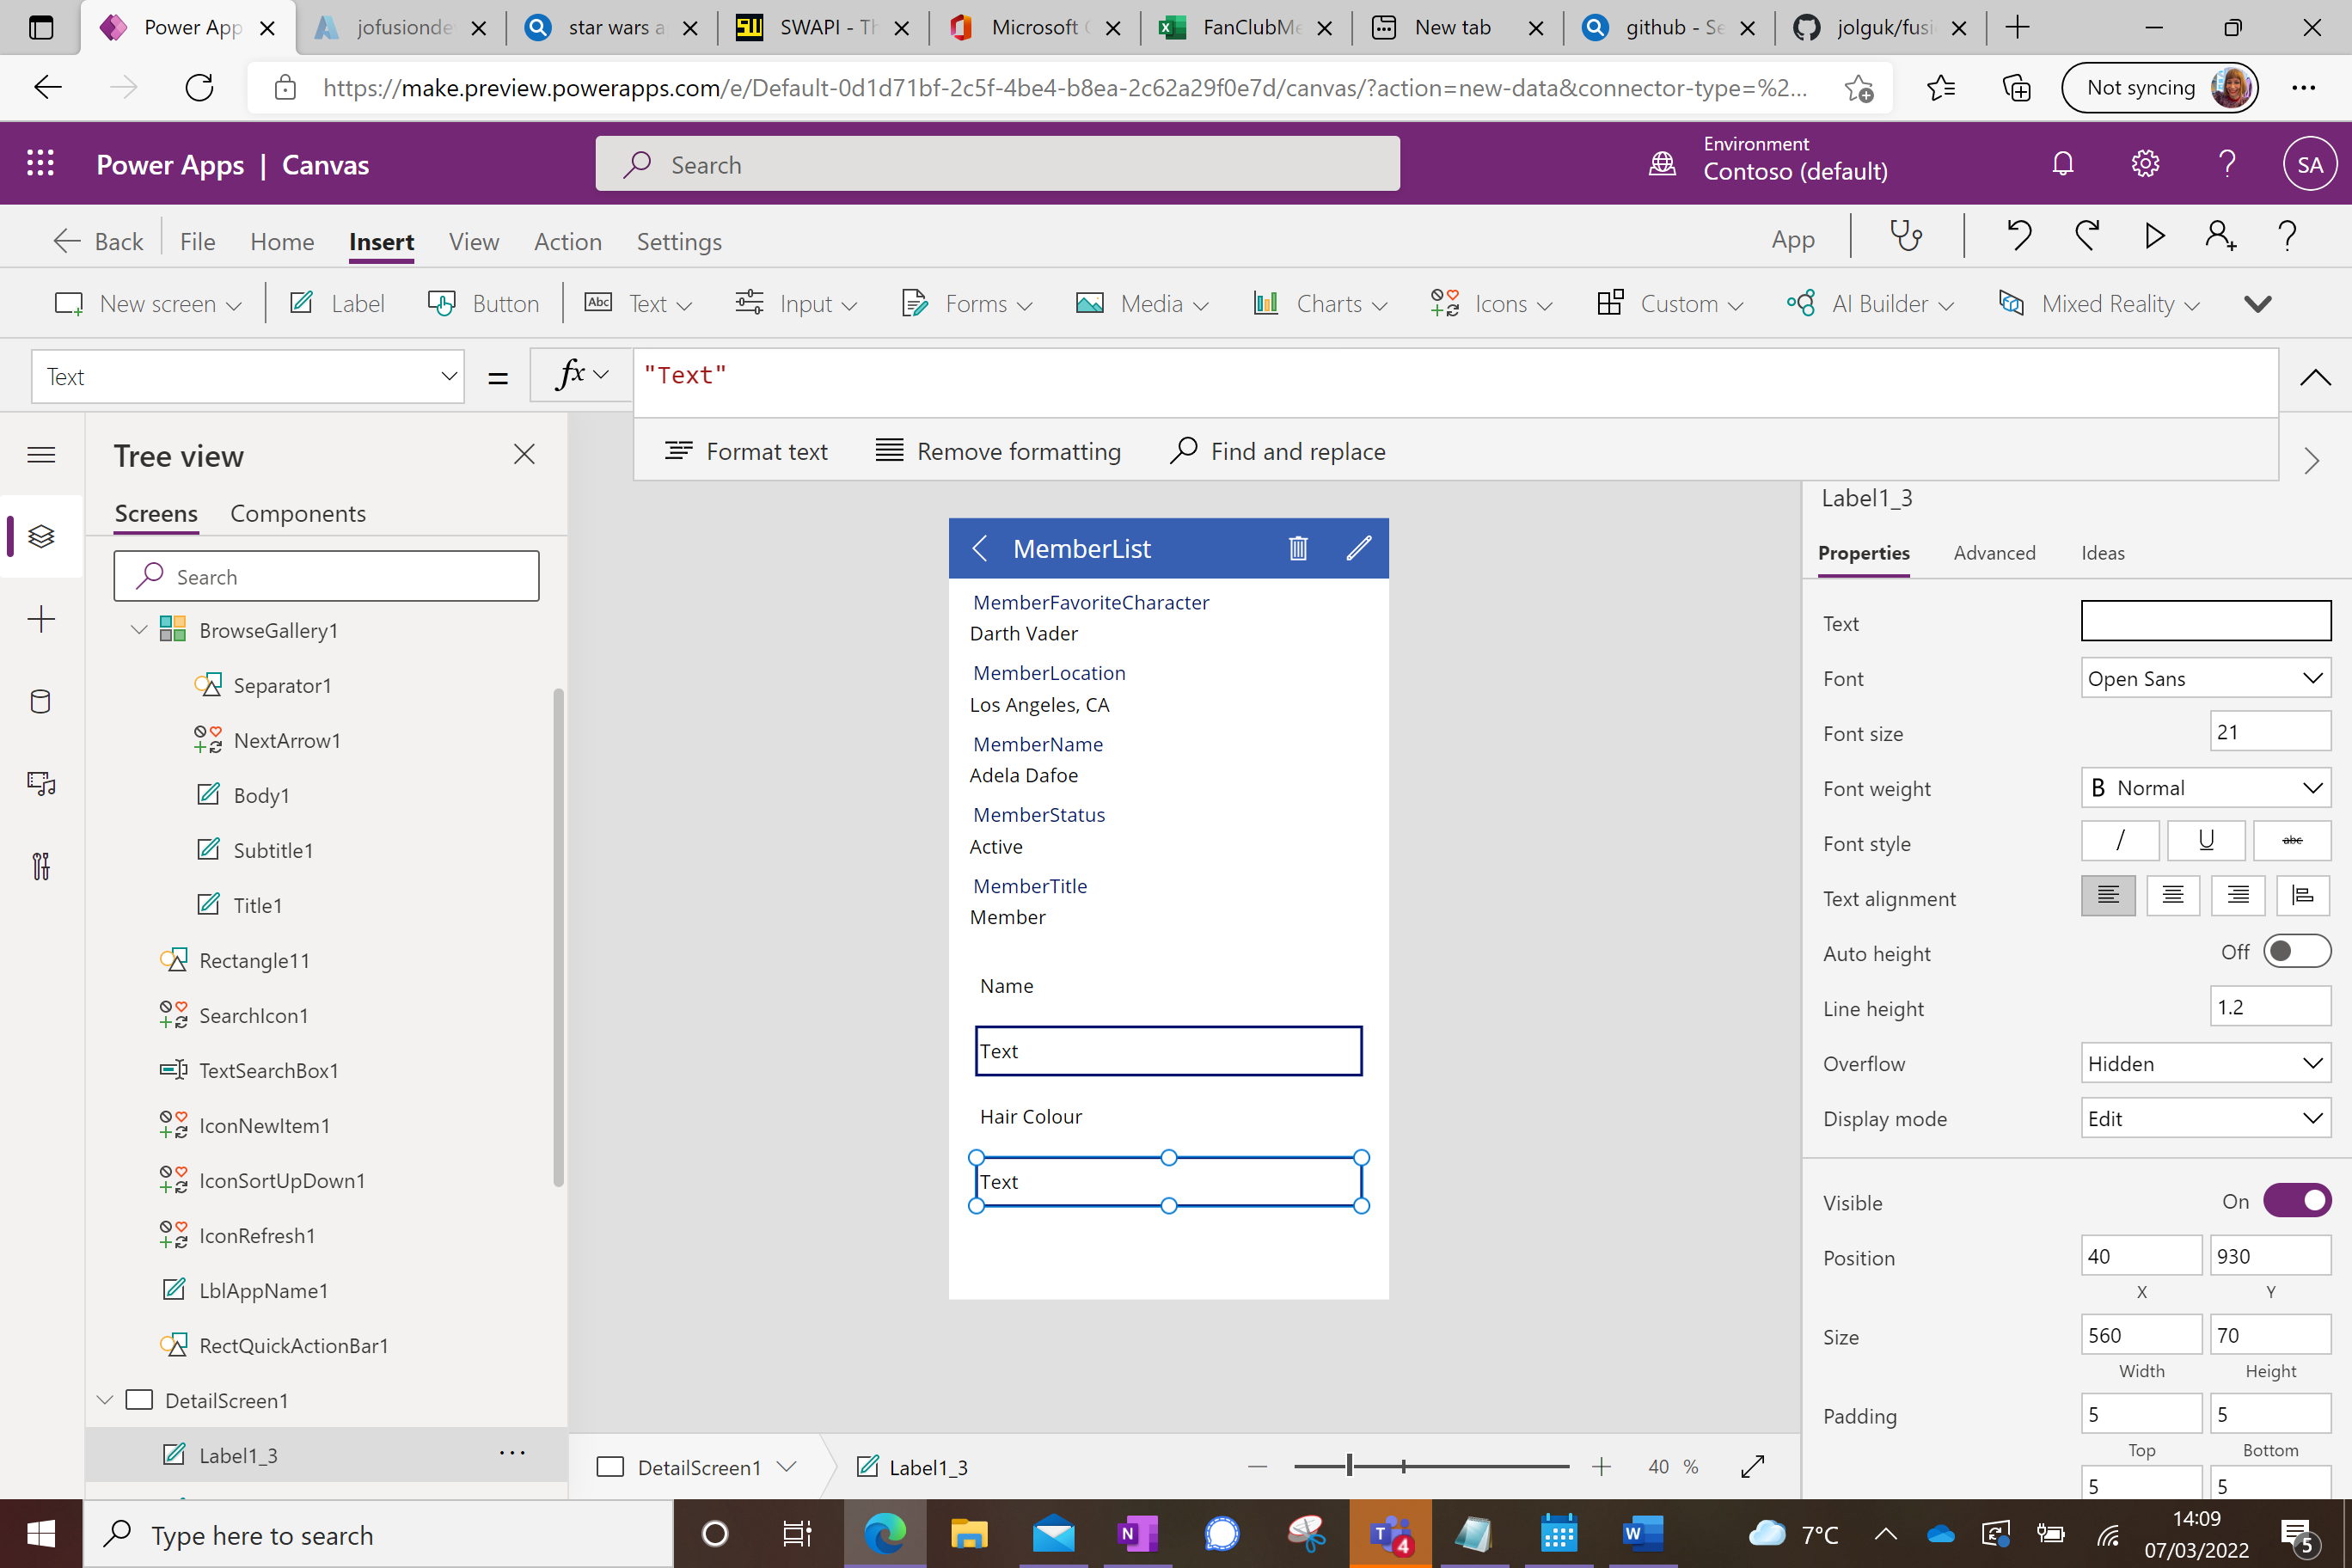 Power App
jofusionde
star wars a
SWAPI - Th
Microsoft
FanClubMe
New tab
github - Se
jolguk/fusi
https://make.preview.powerapps.com/e/Default-0d1d71bf-2c5f-4be4-b8ea-2c62a29f0e7d/canvas/?action=new-data&connector-type=%2...
Not syncing
Power Apps | Canvas
Search
Environment
Contoso (default)
SA
Back
File
Home
Insert
View
Action
Settings
App
New screen
Label
Button
Abc
Text
Input
Forms
Media
Charts
Icons
Custom
AI Builder
Mixed Reality
Text
=
fx
"Text"
Format text
Remove formatting
Find and replace
Tree view
Screens
Components
Search
BrowseGallery1
Separator1
NextArrow1
Body1
Subtitle1
Title1
Rectangle11
SearchIcon1
TextSearchBox1
IconNewItem1
IconSortUpDown1
IconRefresh1
LblAppName1
RectQuickActionBar1
DetailScreen1
Label1_3
MemberList
MemberFavoriteCharacter
Darth Vader
MemberLocation
Los Angeles, CA
MemberName
Adela Dafoe
MemberStatus
Active
MemberTitle
Member
Name
Text
Hair Colour
Text
DetailScreen1
Label1_3
40 %
Label1_3
Properties
Advanced
Ideas
Text
Font
Open Sans
Font size
21
Font weight
B Normal
Font style
/
U
abc
Text alignment
Auto height
Off
Line height
1.2
Overflow
Hidden
Display mode
Edit
Visible
On
Position
40
930
X
Y
Size
560
70
Width
Height
Padding
5
5
Top
Bottom
5
5
Type here to search
N
T
4
W
7°C
14:09
07/03/2022
5